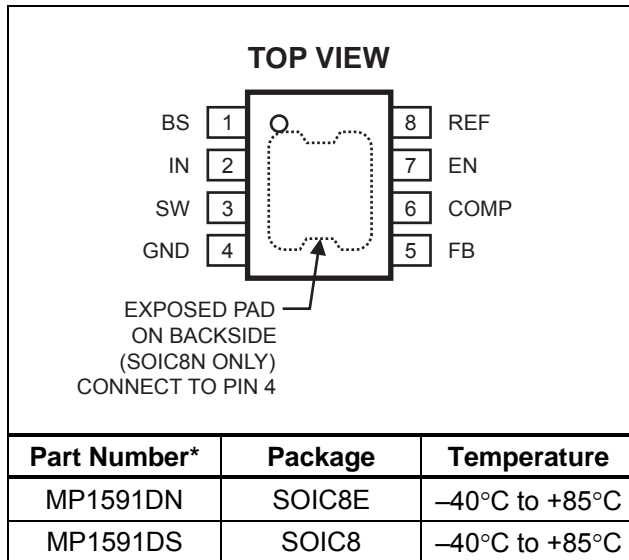 TOP VIEW
BS 1 8 REF
IN 2 7 EN
SW 3 6 COMP
GND 4 5 FB
EXPOSED PAD
ON BACKSIDE
(SOIC8N ONLY)
CONNECT TO PIN 4
Part Number* Package Temperature
MP1591DN SOIC8E –40°C to +85°C
MP1591DS SOIC8 –40°C to +85°C